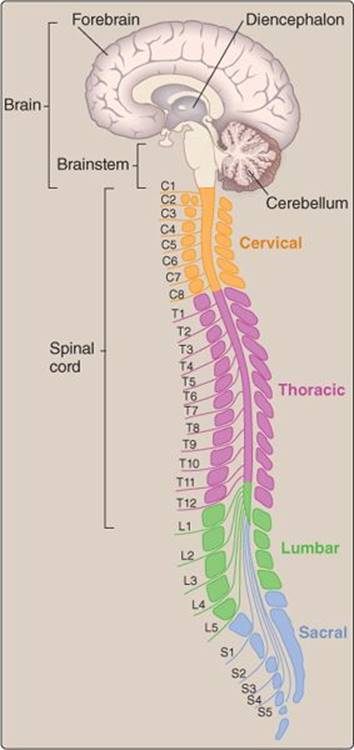 Forebrain
Diencephalon
Brain
Brainstem
Cerebellum
C1
C2
C3
C4
C5
C6
C7
C8
Cervical
T1
T2
T3
Spinal
cord
T4
T5
T6
T7
Thoracic
T8
T9
T10
T11
T12
L1
L2
Lumbar
L3
L4
L5
Sacral
S1
S2
S3
S4
S5